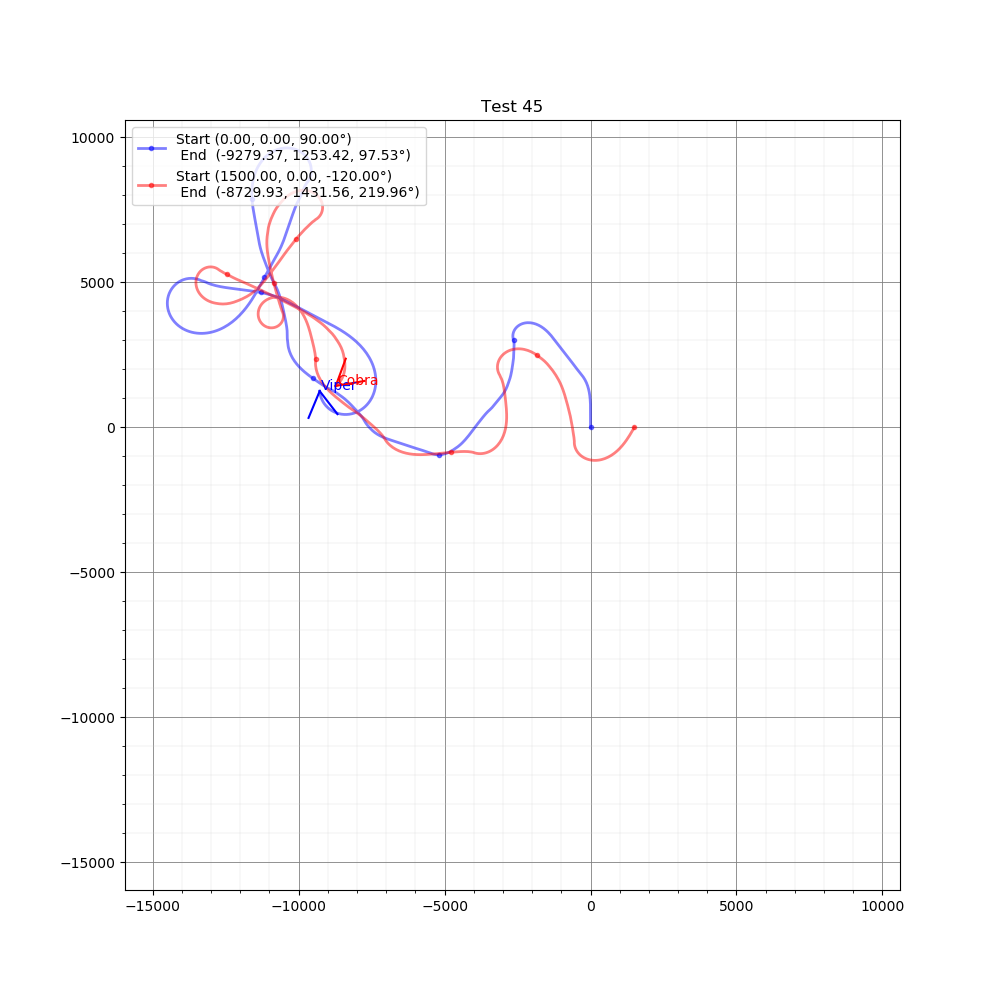 Test 45
Start (0.00, 0.00, 90.00°)
End (-9279.37, 1253.42, 97.53°)
Start (1500.00, 0.00, -120.00°)
End (-8729.93, 1431.56, 219.96°)
10000
5000
0
−5000
−10000
−15000
Cobra
Viper
−15000 −10000 −5000 0 5000 10000